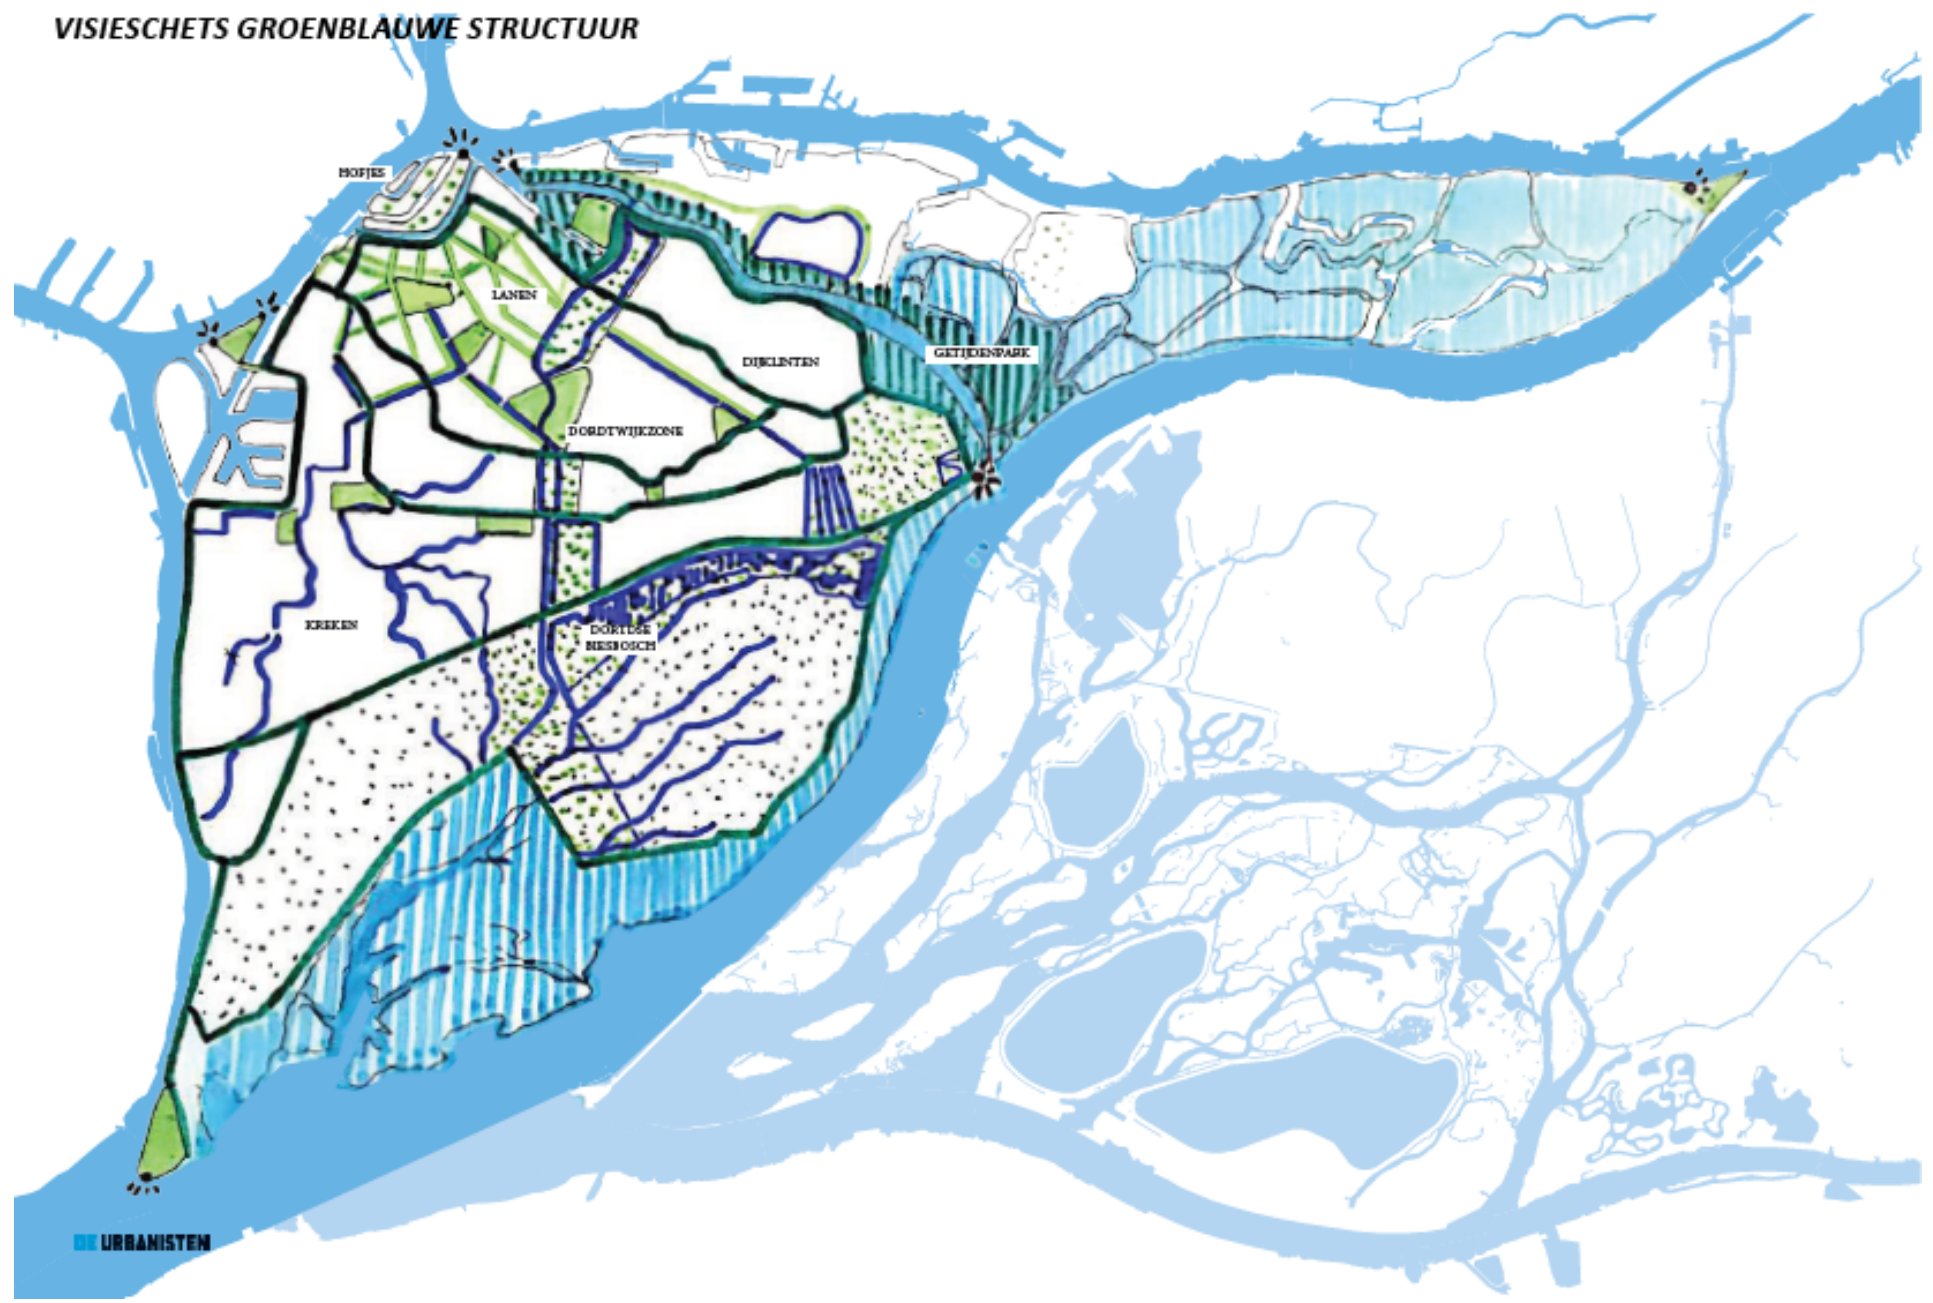 VISIESCHETS GROENBLAUWE STRUCTUUR
HOFJES
LANEN
DIJKLINTEN
GETIJDENPARK
DORDTWIJKZONE
KREKEN
DORDTSE
BIESBOSCH
DE URBANISTEN